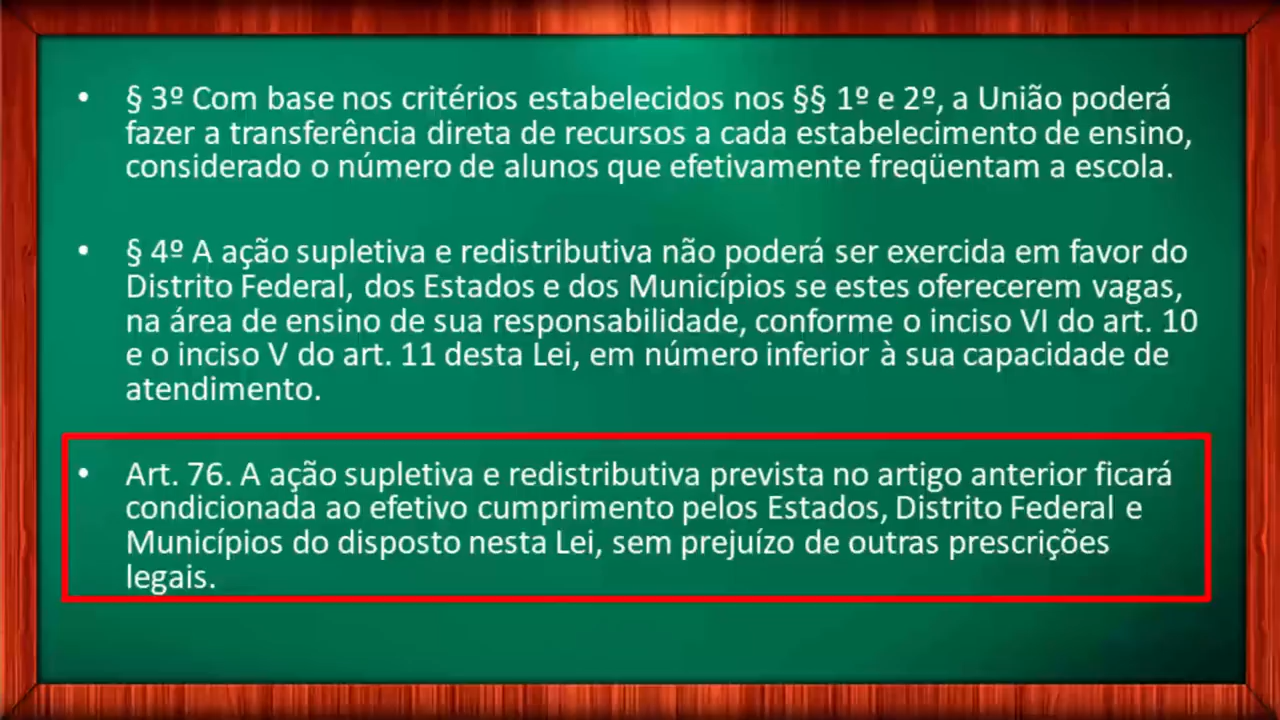 • § 3º Com base nos critérios estabelecidos nos §§ 1º e 2º, a União poderá
fazer a transferência direta de recursos a cada estabelecimento de ensino,
considerado o número de alunos que efetivamente freqüentam a escola.
• § 4º A ação supletiva e redistributiva não poderá ser exercida em favor do
Distrito Federal, dos Estados e dos Municípios se estes oferecerem vagas,
na área de ensino de sua responsabilidade, conforme o inciso VI do art. 10
e o inciso V do art. 11 desta Lei, em número inferior à sua capacidade de
atendimento.
• Art. 76. A ação supletiva e redistributiva prevista no artigo anterior ficará
condicionada ao efetivo cumprimento pelos Estados, Distrito Federal e
Municípios do disposto nesta Lei, sem prejuízo de outras prescrições
legais.